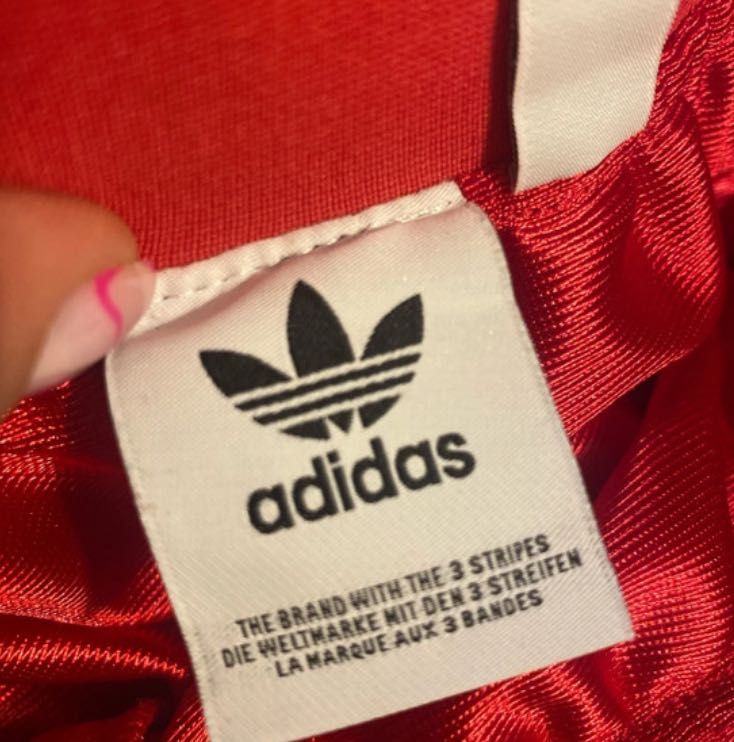 adidas
THE BRAND WITH THE 3 STRIPES
DIE WELTMARKE MIT DEN 3 STREIFEN
LA MARQUE AUX 3 BANDES